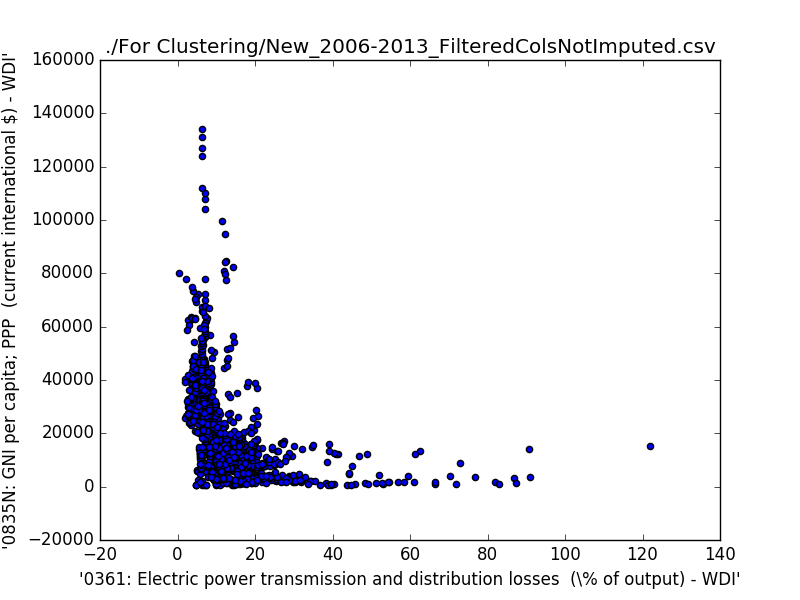 ./For Clustering/New_2006-2013_FilteredColsNotImputed.csv
'0835N: GNI per capita; PPP  (current international $) - WDI'
160000
140000
120000
100000
80000
60000
40000
20000
0
−20000
−20 0 20 40 60 80 100 120 140
'0361: Electric power transmission and distribution losses  (\% of output) - WDI'